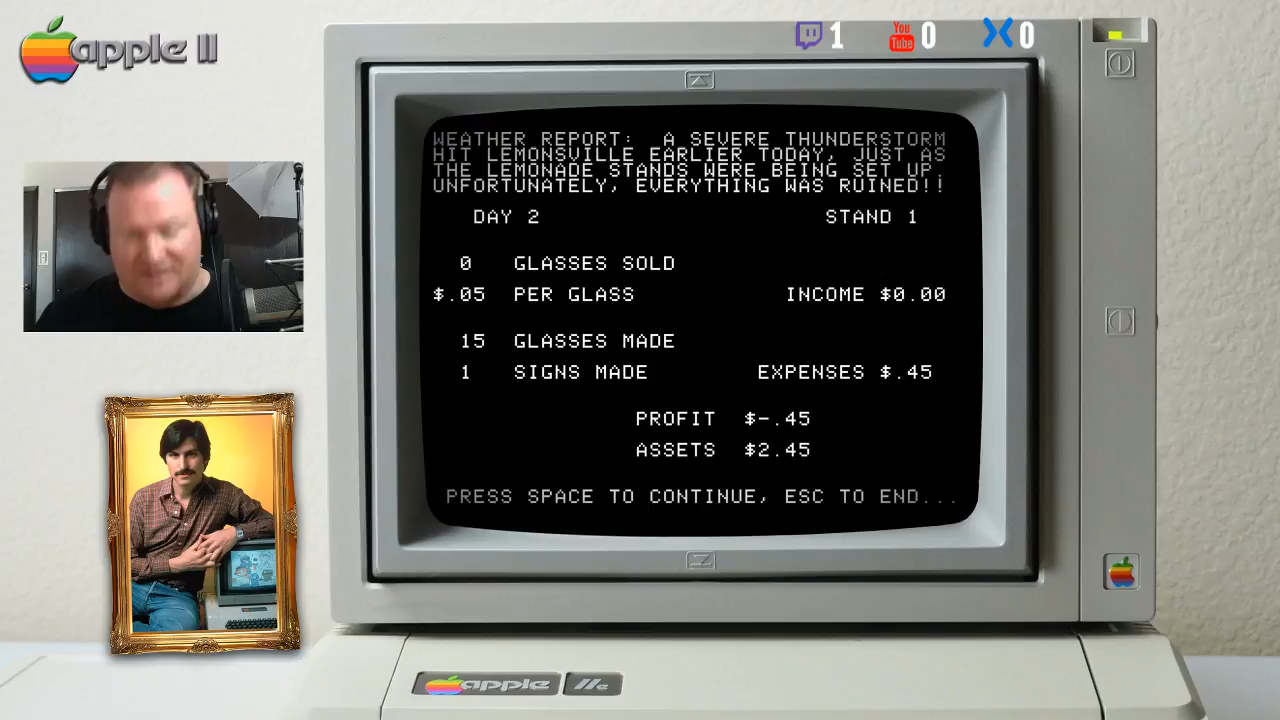 apple II
1
You
Tube
0
0
WEATHER REPORT:  A SEVERE THUNDERSTORM
HIT LEMONSVILLE EARLIER TODAY, JUST AS
THE LEMONADE STANDS WERE BEING SET UP.
UNFORTUNATELY, EVERYTHING WAS RUINED!!
DAY 2 STAND 1
0 GLASSES SOLD
$.05 PER GLASS INCOME $0.00
15 GLASSES MADE
1 SIGNS MADE EXPENSES $.45
PROFIT $-.45
ASSETS $2.45
PRESS SPACE TO CONTINUE, ESC TO END...
apple //e